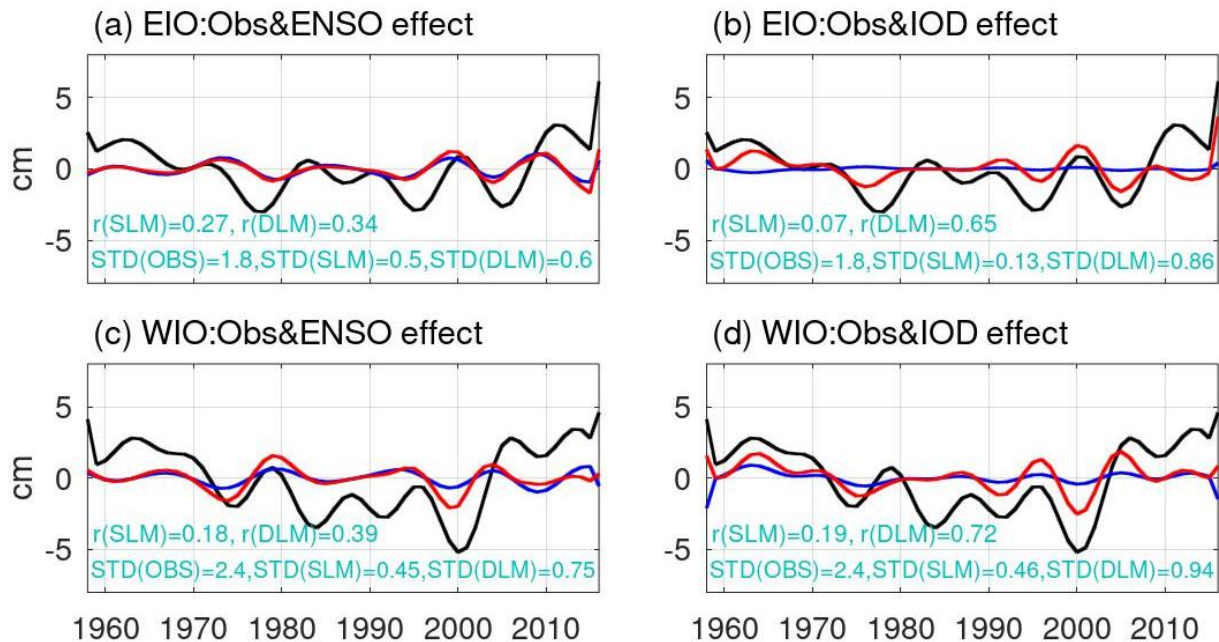 (a) EIO:Obs&ENSO effect
cm
5
0
-5
r(SLM)=0.27, r(DLM)=0.34
STD(OBS)=1.8,STD(SLM)=0.5,STD(DLM)=0.6
(b) EIO:Obs&IOD effect
5
0
-5
r(SLM)=0.07, r(DLM)=0.65
STD(OBS)=1.8,STD(SLM)=0.13,STD(DLM)=0.86
(c) WIO:Obs&ENSO effect
cm
5
0
-5
r(SLM)=0.18, r(DLM)=0.39
STD(OBS)=2.4,STD(SLM)=0.45,STD(DLM)=0.75
1960 1970 1980 1990 2000 2010
(d) WIO:Obs&IOD effect
5
0
-5
r(SLM)=0.19, r(DLM)=0.72
STD(OBS)=2.4,STD(SLM)=0.46,STD(DLM)=0.94
1960 1970 1980 1990 2000 2010